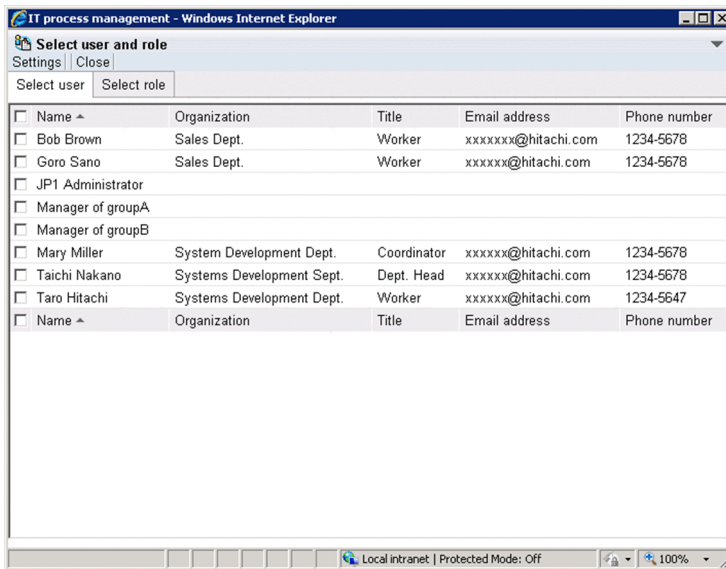 IT process management - Windows Internet Explorer
Select user and role
Settings Close
Select user Select role
Name Organization Title Email address Phone number
Bob Brown Sales Dept. Worker xxxxxxx@hitachi.com 1234-5678
Goro Sano Sales Dept. Worker xxxxxx@hitachi.com 1234-5678
JP1 Administrator
Manager of groupA
Manager of groupB
Mary Miller System Development Dept. Coordinator xxxxxx@hitachi.com 1234-5678
Taichi Nakano Systems Development Sept. Dept. Head xxxxxx@hitachi.com 1234-5678
Taro Hitachi Systems Development Dept. Worker xxxxxx@hitachi.com 1234-5647
Name Organization Title Email address Phone number
Local intranet | Protected Mode: Off 100%